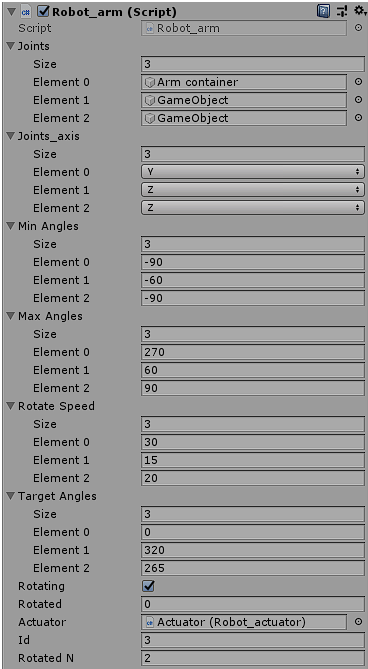 Robot_arm (Script)
Script Robot_arm
Joints
Size 3
Element 0 Arm container
Element 1 GameObject
Element 2 GameObject
Joints_axis
Size 3
Element 0 Y
Element 1 Z
Element 2 Z
Min Angles
Size 3
Element 0 -90
Element 1 -60
Element 2 -90
Max Angles
Size 3
Element 0 270
Element 1 60
Element 2 90
Rotate Speed
Size 3
Element 0 30
Element 1 15
Element 2 20
Target Angles
Size 3
Element 0 0
Element 1 320
Element 2 265
Rotating
Rotated 0
Actuator Actuator (Robot_actuator)
Id 3
Rotated N 2